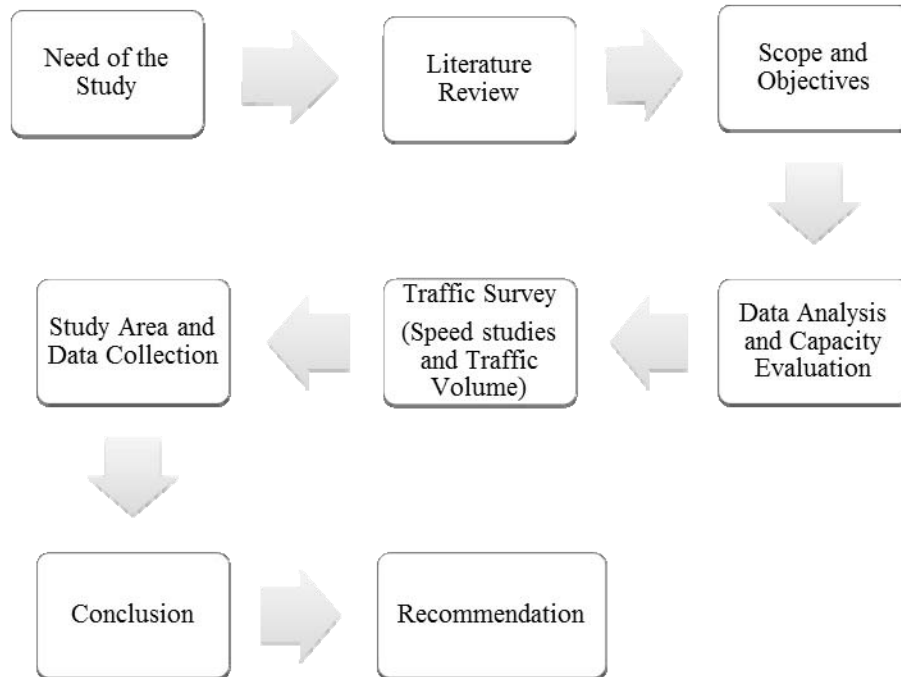 Need of the
Study
Literature
Review
Scope and
Objectives
Data Analysis
and Capacity
Evaluation
Traffic Survey
(Speed studies
and Traffic
Volume)
Study Area and
Data Collection
Conclusion
Recommendation